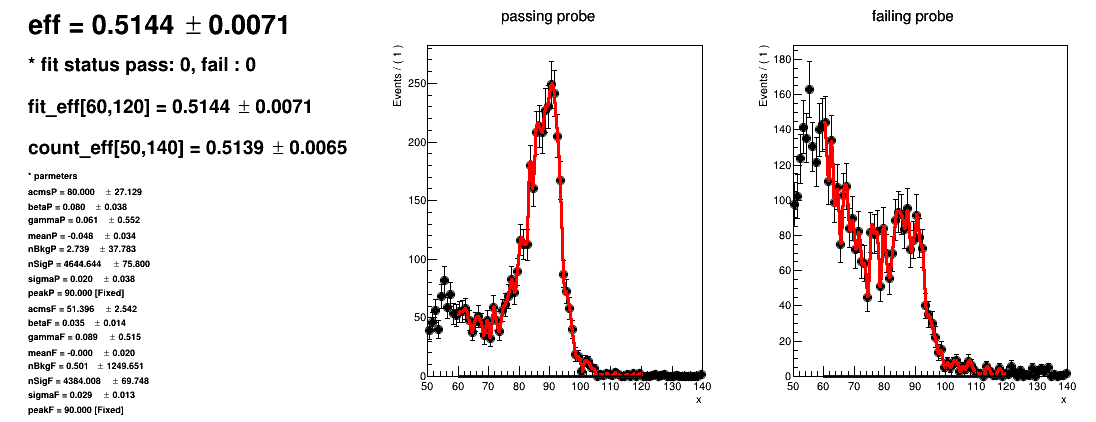 eff = 0.5144 ± 0.0071
* fit status pass: 0, fail : 0
fit_eff[60,120] = 0.5144 ± 0.0071
count_eff[50,140] = 0.5139 ± 0.0065
* parmeters
acmsP = 80.000 ± 27.129
betaP = 0.080 ± 0.038
gammaP = 0.061 ± 0.552
meanP = -0.048 ± 0.034
nBkgP = 2.739 ± 37.783
nSigP = 4644.644 ± 75.800
sigmaP = 0.020 ± 0.038
peakP = 90.000 [Fixed]
acmsF = 51.396 ± 2.542
betaF = 0.035 ± 0.014
gammaF = 0.089 ± 0.515
meanF = -0.000 ± 0.020
nBkgF = 0.501 ± 1249.651
nSigF = 4384.008 ± 69.748
sigmaF = 0.029 ± 0.013
peakF = 90.000 [Fixed]
passing probe
Events / ( 1 )
250
200
150
100
50
0
50 60 70 80 90 100 110 120 130 140
x
failing probe
Events / ( 1 )
180
160
140
120
100
80
60
40
20
0
50 60 70 80 90 100 110 120 130 140
x